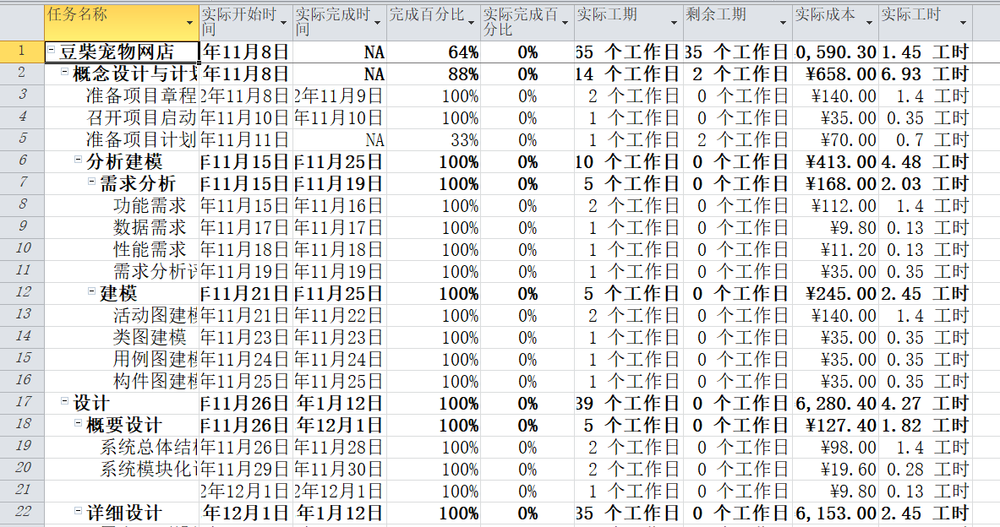 任务名称 实际开始时间 实际完成时间 完成百分比 实际完成百分比 实际工期 剩余工期 实际成本 实际工时
1 豆柴宠物网店 年11月8日 NA 64% 0% 65 个工作日 35 个工作日 0,590.30 1.45 工时
2 概念设计与计划 年11月8日 NA 88% 0% 14 个工作日 2 个工作日 ¥658.00 6.93 工时
3 准备项目章程 2年11月8日 2年11月9日 100% 0% 2 个工作日 0 个工作日 ¥140.00 1.4 工时
4 召开项目启动 年11月10日 年11月10日 100% 0% 1 个工作日 0 个工作日 ¥35.00 0.35 工时
5 准备项目计划 年11月11日 NA 33% 0% 1 个工作日 2 个工作日 ¥70.00 0.7 工时
6 分析建模 年11月15日 年11月25日 100% 0% 10 个工作日 0 个工作日 ¥413.00 4.48 工时
7 需求分析 年11月15日 年11月19日 100% 0% 5 个工作日 0 个工作日 ¥168.00 2.03 工时
8 功能需求 年11月15日 年11月16日 100% 0% 2 个工作日 0 个工作日 ¥112.00 1.4 工时
9 数据需求 年11月17日 年11月17日 100% 0% 1 个工作日 0 个工作日 ¥9.80 0.13 工时
10 性能需求 年11月18日 年11月18日 100% 0% 1 个工作日 0 个工作日 ¥11.20 0.13 工时
11 需求分析评 年11月19日 年11月19日 100% 0% 1 个工作日 0 个工作日 ¥35.00 0.35 工时
12 建模 年11月21日 年11月25日 100% 0% 5 个工作日 0 个工作日 ¥245.00 2.45 工时
13 活动图建模 年11月21日 年11月22日 100% 0% 2 个工作日 0 个工作日 ¥140.00 1.4 工时
14 类图建模 年11月23日 年11月23日 100% 0% 1 个工作日 0 个工作日 ¥35.00 0.35 工时
15 用例图建模 年11月24日 年11月24日 100% 0% 1 个工作日 0 个工作日 ¥35.00 0.35 工时
16 构件图建模 年11月25日 年11月25日 100% 0% 1 个工作日 0 个工作日 ¥35.00 0.35 工时
17 设计 年11月26日 年1月12日 100% 0% 39 个工作日 0 个工作日 6,280.40 4.27 工时
18 概要设计 年11月26日 年12月1日 100% 0% 5 个工作日 0 个工作日 ¥127.40 1.82 工时
19 系统总体结构 年11月26日 年11月28日 100% 0% 2 个工作日 0 个工作日 ¥98.00 1.4 工时
20 系统模块化设 年11月29日 年11月30日 100% 0% 2 个工作日 0 个工作日 ¥19.60 0.28 工时
21 2年12月1日 2年12月1日 100% 0% 1 个工作日 0 个工作日 ¥9.80 0.13 工时
22 详细设计 年12月1日 年1月12日 100% 0% 35 个工作日 0 个工作日 6,153.00 2.45 工时